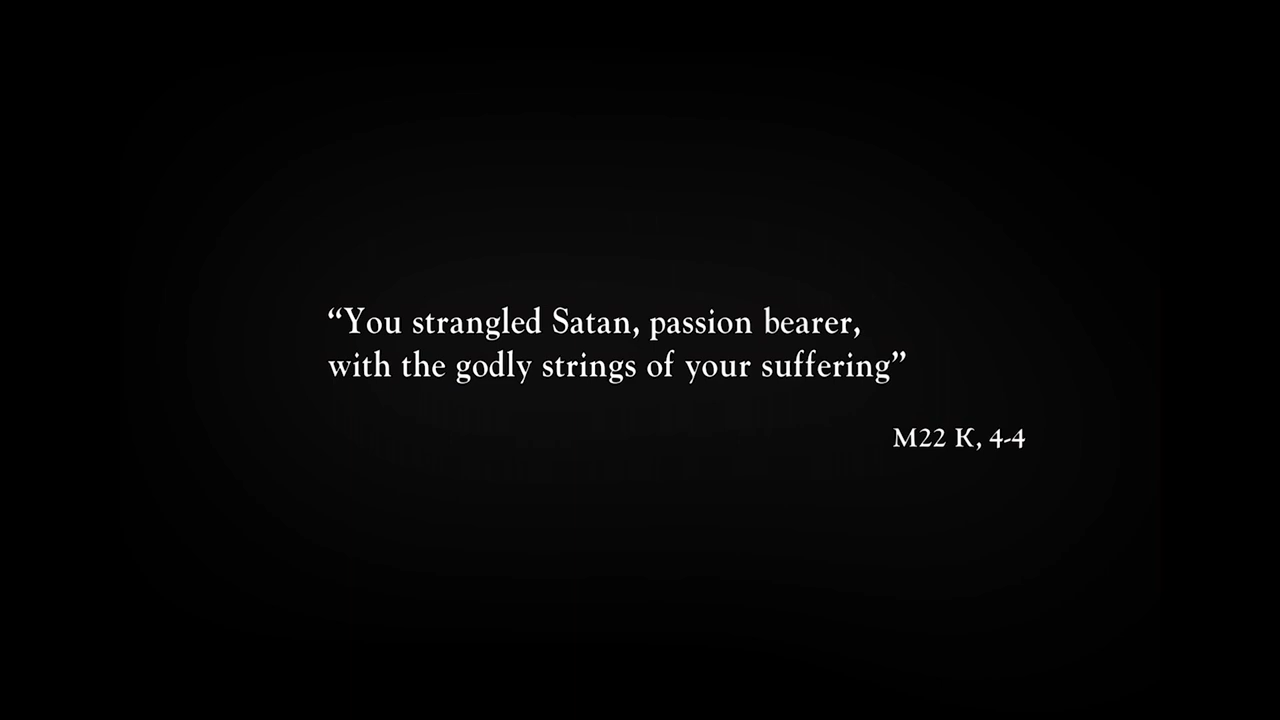 “You strangled Satan, passion bearer,
with the godly strings of your suffering”
M22 K, 4-4